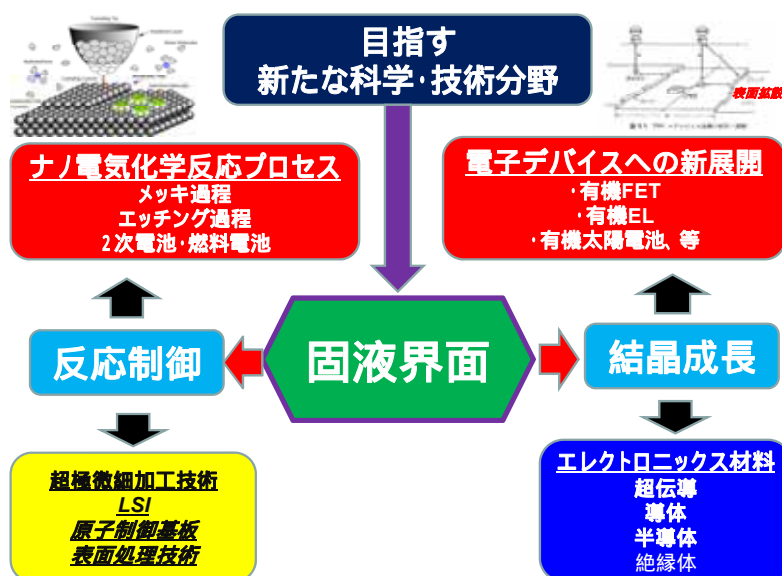 目指す
新たな科学・技術分野
表面拡散
ナノ電気化学反応プロセス
メッキ過程
エッチング過程
2次電池・燃料電池
電子デバイスへの新展開
・有機FET
・有機EL
・有機太陽電池、等
反応制御
固液界面
結晶成長
超極微細加工技術
LSI
原子制御基板
表面処理技術
エレクトロニックス材料
超伝導
導体
半導体
絶縁体